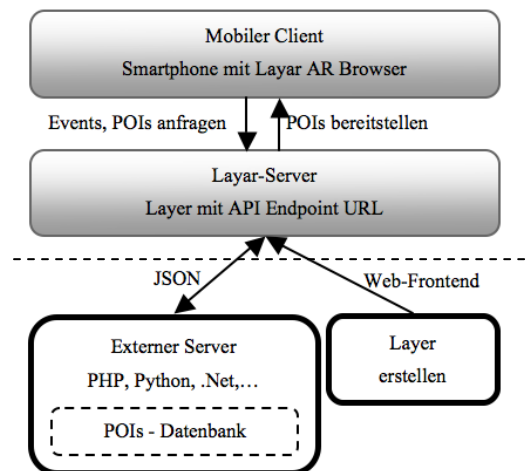 Mobiler Client
Smartphone mit Layar AR Browser
Events, POIs anfragen
POIs bereitstellen
Layar-Server
Layer mit API Endpoint URL
JSON
Web-Frontend
Externer Server
PHP, Python, .Net,…
POIs - Datenbank
Layer
erstellen